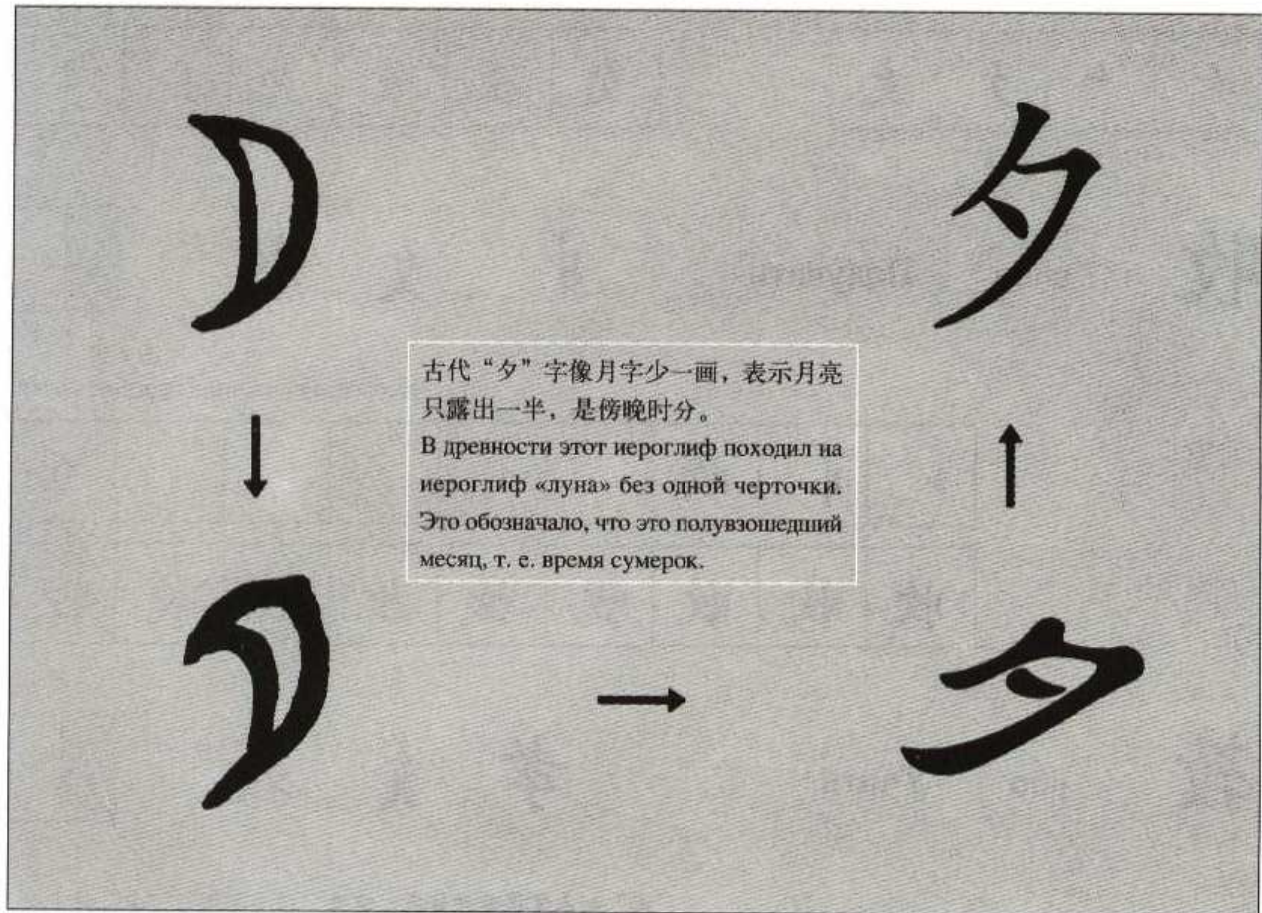 夕
古代“夕”字像月字少一画，表示月亮
只露出一半，是傍晚时分。
В древности этот иероглиф походил на
иероглиф «луна» без одной черточки.
Это обозначало, что это полувзошедший
месяц, т. е. время сумерок.
夕